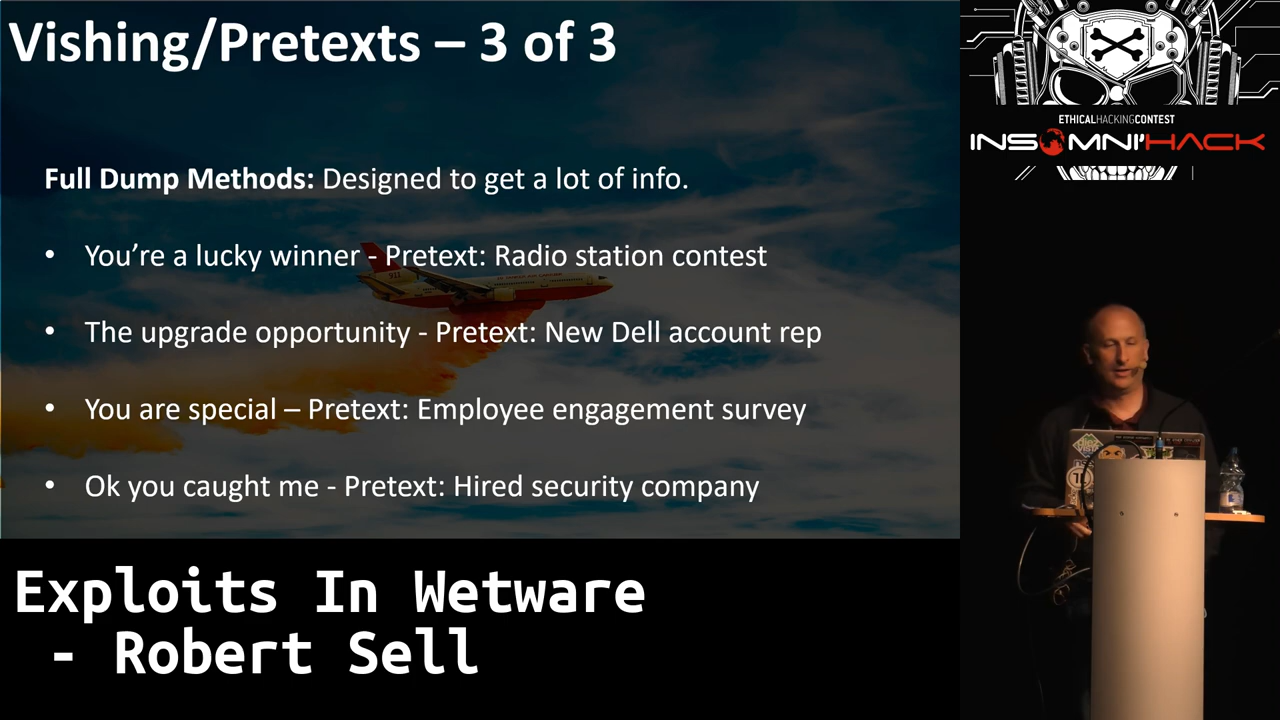 Vishing/Pretexts – 3 of 3
Full Dump Methods: Designed to get a lot of info.
• You’re a lucky winner - Pretext: Radio station contest
• The upgrade opportunity - Pretext: New Dell account rep
• You are special – Pretext: Employee engagement survey
• Ok you caught me - Pretext: Hired security company
Exploits In Wetware
- Robert Sell
ETHICALHACKINGCONTEST
INSOMNI'HACK